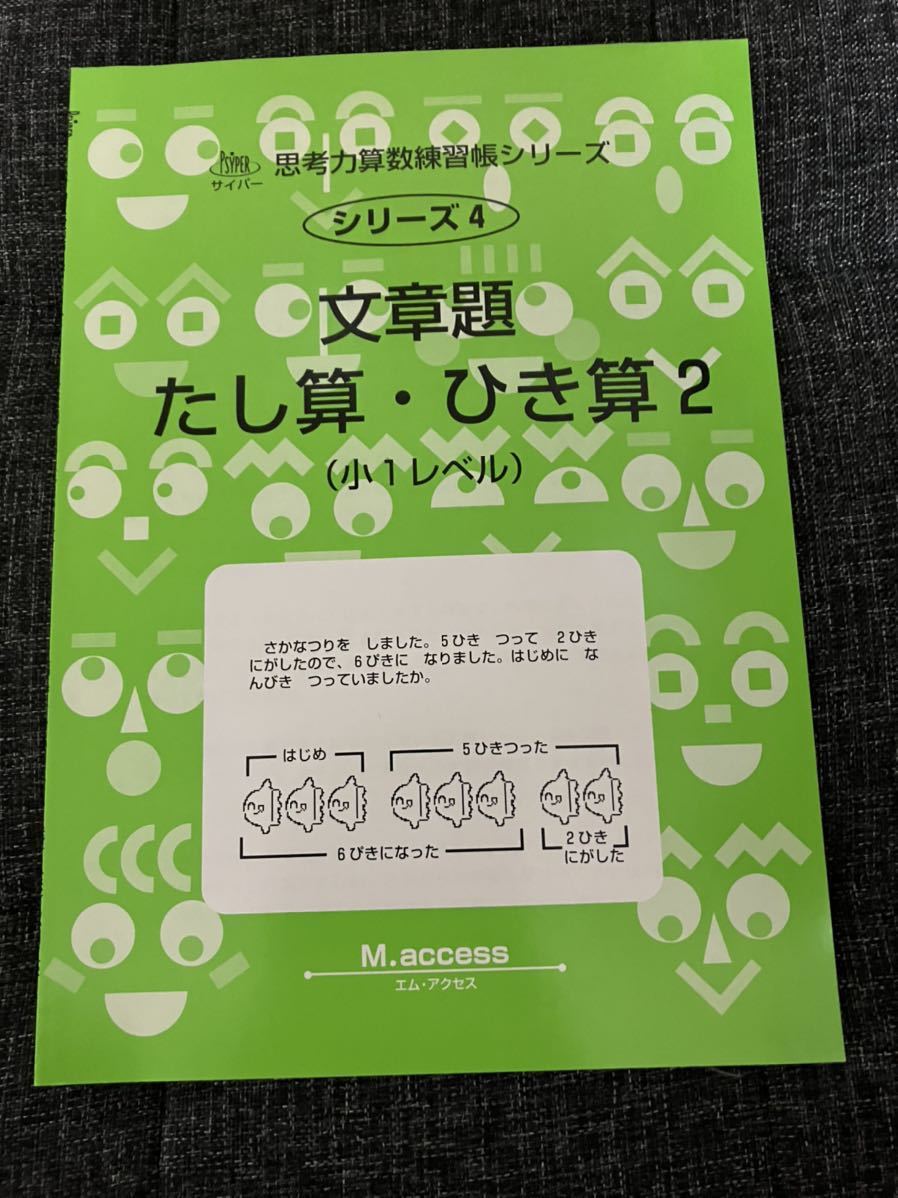 PSYPER
サイパー
思考力算数練習帳シリーズ
シリーズ4
文章題
たし算・ひき算2
(小1レベル)
さかなつりを しました。5ひき つって 2ひき
にがしたので、6ぴきに なりました。はじめに な
んびき つっていましたか。
はじめ
5ひきつった
6ぴきになった
2ひき
にがした
M.access
エム・アクセス